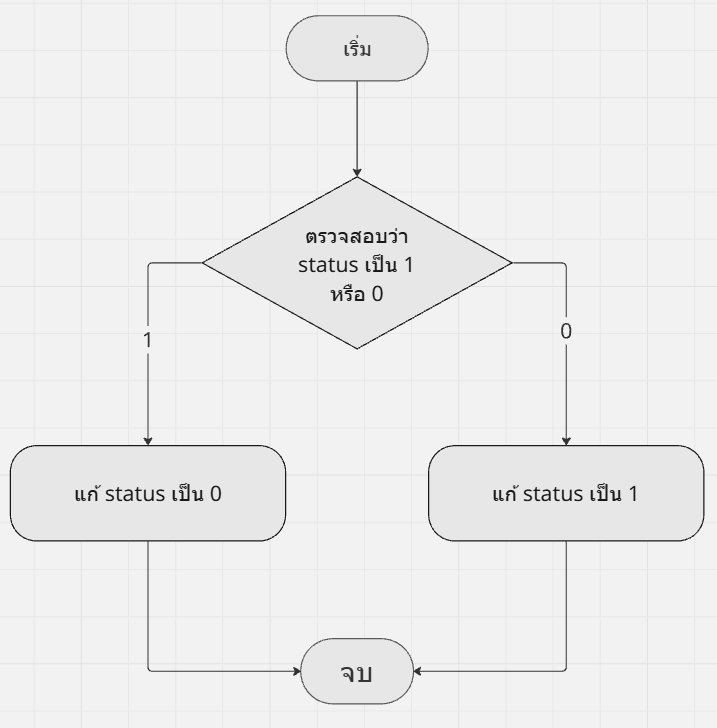 เริ่ม
ตรวจสอบว่า
status เป็น 1
หรือ 0
1
0
แก้ status เป็น 0
แก้ status เป็น 1
จบ